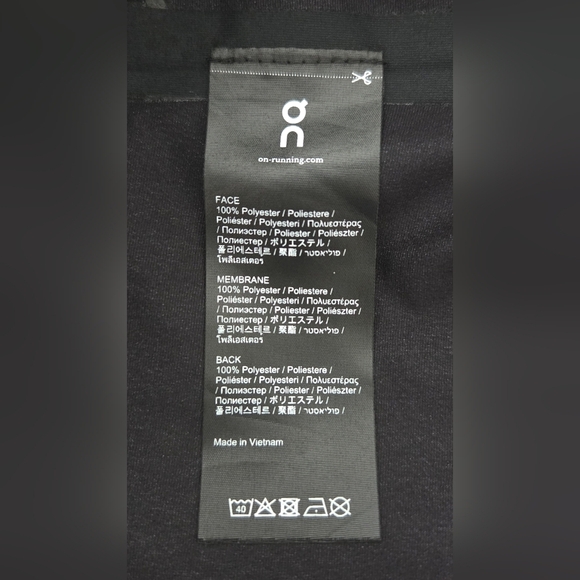 on
on-running.com
FACE
100% Polyester / Poliestere /
Poliéster / Polyesteri / Πολυεστέρας
/ Полиэстер / Poliester / Poliészter /
Полиестер / ポリエステル /
폴리에스테르 / 聚酯 / פוליאסטר /
โพลีเอสเตอร์
MEMBRANE
100% Polyester / Poliestere /
Poliéster / Polyesteri / Πολυεστέρας
/ Полиэстер / Poliester / Poliészter /
Полиестер / ポリエステル /
폴리에스테르 / 聚酯 / פוליאסטר /
โพลีเอสเตอร์
BACK
100% Polyester / Poliestere /
Poliéster / Polyesteri / Πολυεστέρας
/ Полиэстер / Poliester / Poliészter /
Полиестер / ポリエステル /
폴리에스테르 / 聚酯 / פוליאסטר /
Made in Vietnam
40